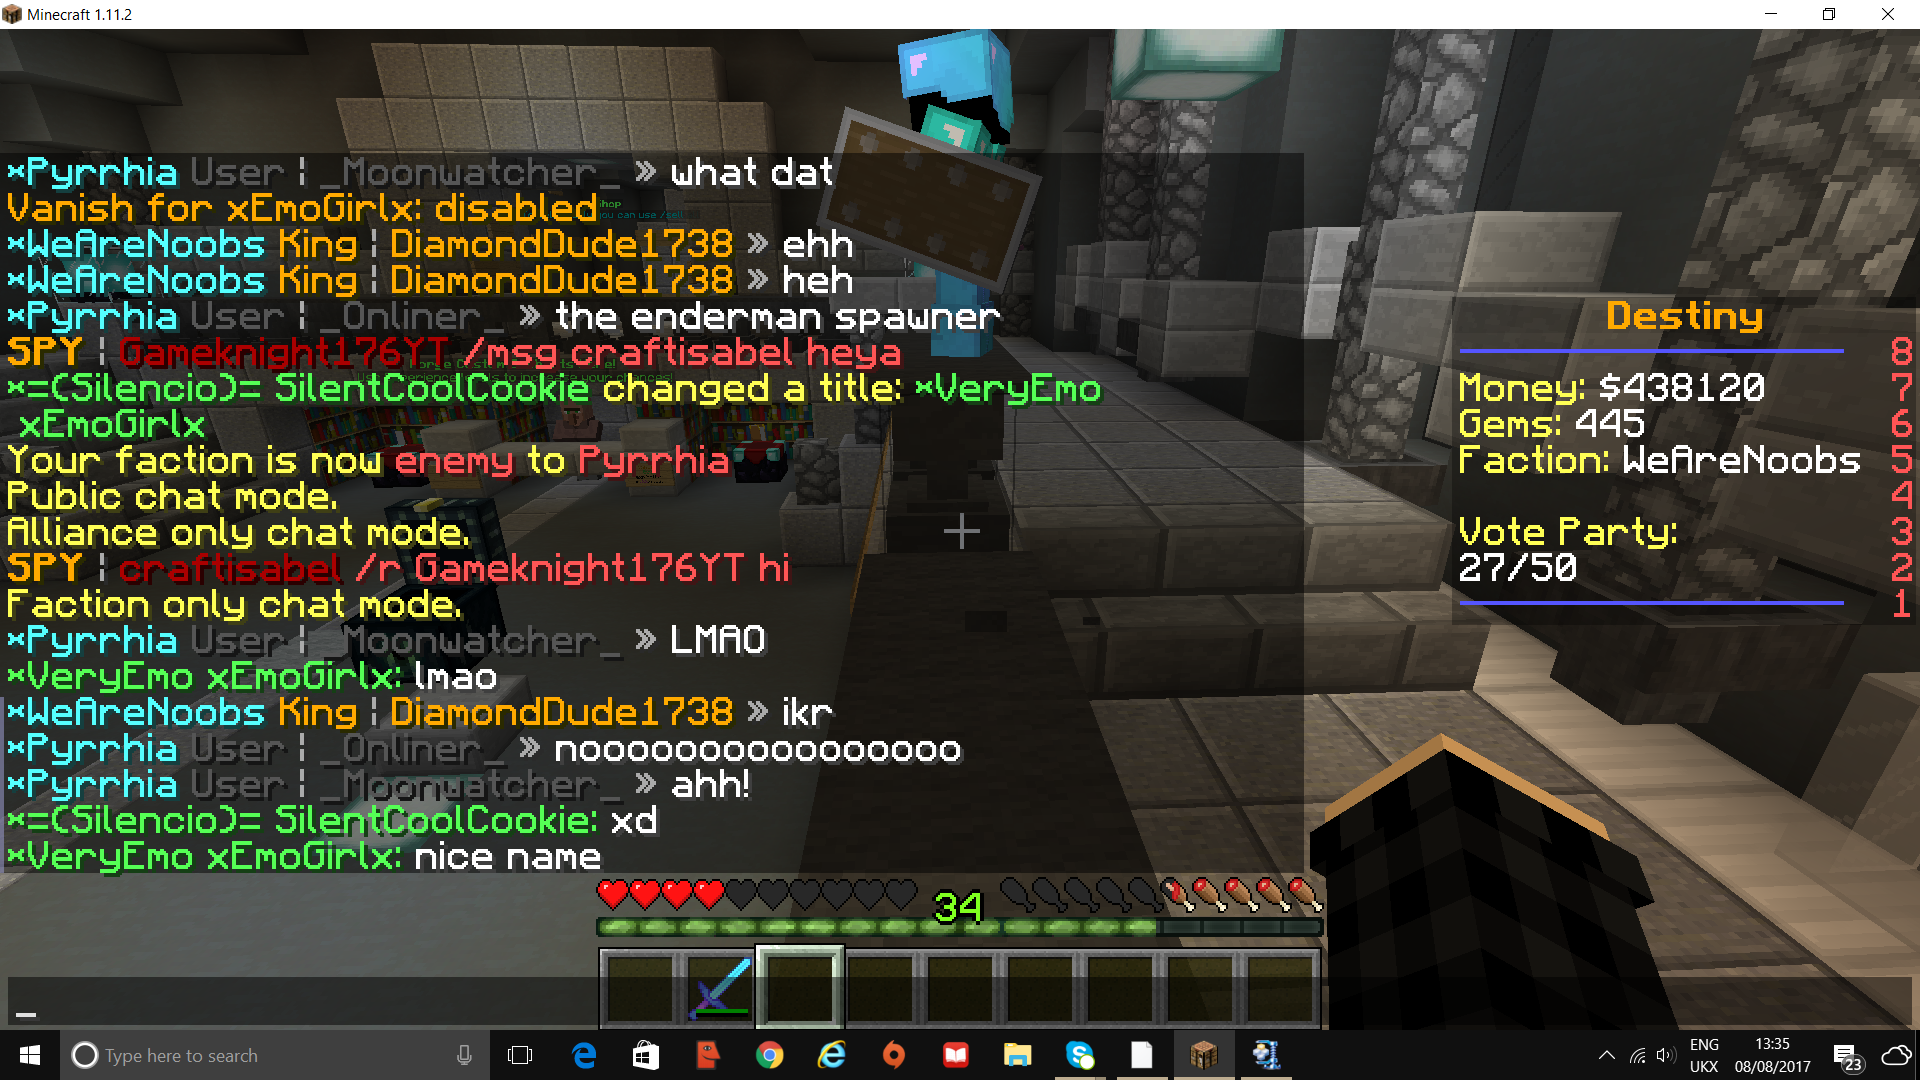 Minecraft 1.11.2
×Pyrrhia User ¦ _Moonwatcher_ » what dat
Vanish for xEmoGirlx: disabled
×WeAreNoobs King ¦ DiamondDude1738 » ehh
×WeAreNoobs King ¦ DiamondDude1738 » heh
×Pyrrhia User ¦ _Onliner_ » the enderman spawner
SPY ¦ Gameknight176YT /msg craftisabel heya
×=(Silencio)= SilentCoolCookie changed a title: ×VeryEmo
xEmoGirlx
Your faction is now enemy to Pyrrhia
Public chat mode.
Alliance only chat mode.
SPY ¦ craftisabel /r Gameknight176YT hi
Faction only chat mode.
×Pyrrhia User ¦ _Moonwatcher_ » LMAO
×VeryEmo xEmoGirlx: lmao
×WeAreNoobs King ¦ DiamondDude1738 » ikr
×Pyrrhia User ¦ _Onliner_ » noooooooooooooooo
×Pyrrhia User ¦ _Moonwatcher_ » ahh!
×=(Silencio)= SilentCoolCookie: xd
×VeryEmo xEmoGirlx: nice name
you can use /sell
Destiny
8
Money: $438120 7
Gems: 445 6
Faction: WeAreNoobs 5
4
Vote Party: 3
27/50 2
1
34
_
Type here to search
ENG
UKX
13:35
08/08/2017
23